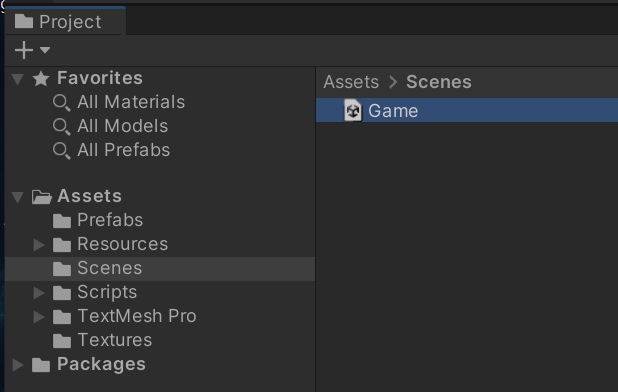 Project
Favorites
All Materials
All Models
All Prefabs
Assets
Prefabs
Resources
Scenes
Scripts
TextMesh Pro
Textures
Packages
Assets > Scenes
Game